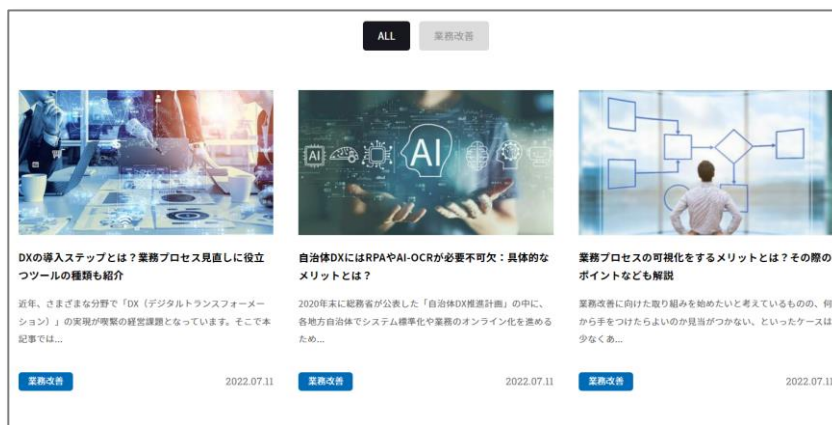 ALL
業務改善
AI
AI
DXの導入ステップとは？業務プロセス見直しに役立
つツールの種類も紹介
近年、さまざまな分野で「DX（デジタルトランスフォーメー
ション）」の実現が喫緊の経営課題となっています。そこで本
記事では...
業務改善
2022.07.11
自治体DXにはRPAやAI-OCRが必要不可欠：具体的な
メリットとは？
2020年末に総務省が公表した「自治体DX推進計画」の中に、
各地方自治体でシステム標準化や業務のオンライン化を進める
ため...
業務改善
2022.07.11
業務プロセスの可視化をするメリットとは？その際の
ポイントなども解説
業務改善に向けた取り組みを始めたいと考えているものの、何
から手をつけたらよいのか見当がつかない、といったケースは
少なくあ...
業務改善
2022.07.11